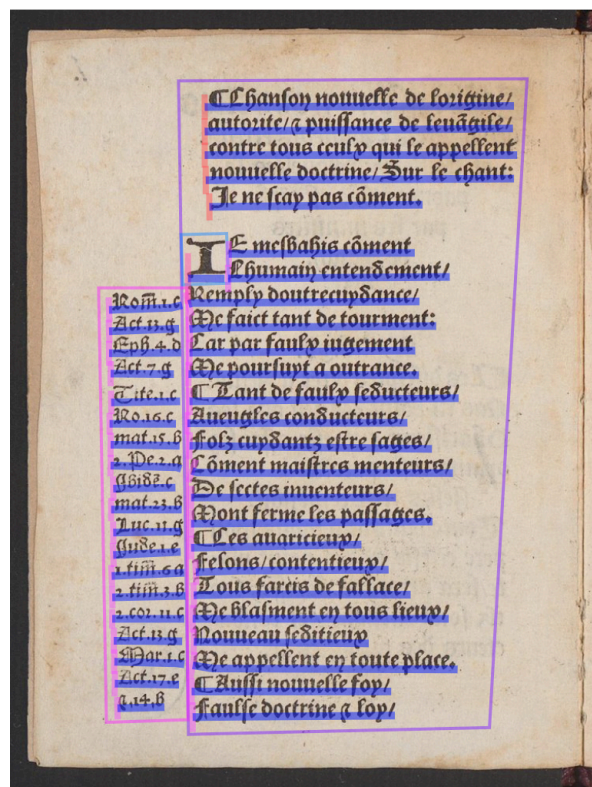 ⁋Chanson nouuelle de lorigine/
autorite/⁊ puissance de leuãgile/
contre tous ceulx qui le appellent
nouuelle doctrine/ Sur le chant:
Je ne scay pas cõment.
IE mesbahis cõment
Lhumain entendement/
Remply doutrecuydance/
Me faict tant de tourment:
Car par faulx iugement
Me poursuyt a outrance.
⁋Tant de faulx seducteurs/
Aueugles conducteurs/
Folz cuydantz estre sages/
Cõment maistres menteurs/
De sectes inuenteurs/
Mont ferme les passages.
⁋Les auaricieux/
Felons/contentieux/
Tous farcis de fallace/
Me blasment en tous lieux/
Nouueau seditieux
Me appellent en toute place.
⁋Aussi nouuelle foy/
Faulse doctrine ⁊ loy/
Rom̃.1.c
Act.13.g
Eph.4.d
Act.7.g
Tite.1.c
Ro.16.c
mat.15.b
2.Pe.2.a
Ibidẽ.c
mat.23.b
Luc.11.g
Iude.1.e
1.tim̃.6.a
2.tim̃.3.b
2.cor.11.c
Act.13.g
Mar.1.c
Act.17.e
⁊.14.b